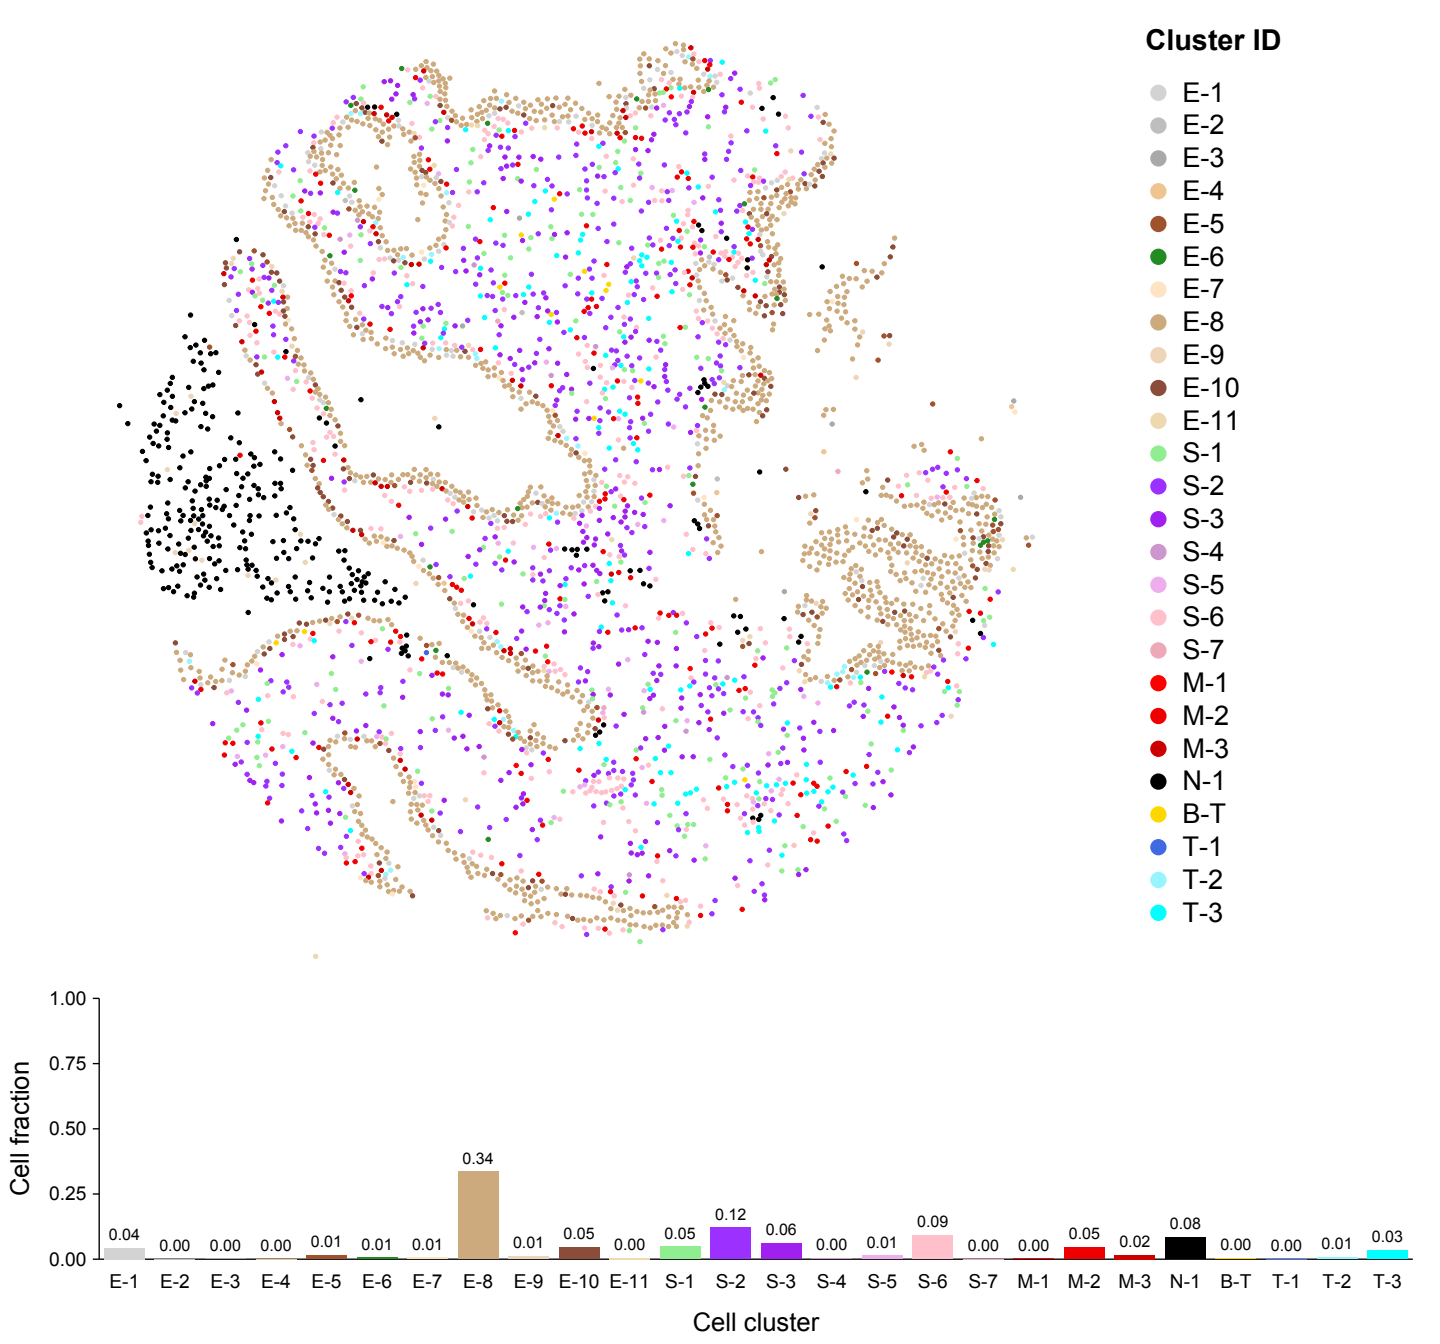 Cluster ID
E-1
E-2
E-3
E-4
E-5
E-6
E-7
E-8
E-9
E-10
E-11
S-1
S-2
S-3
S-4
S-5
S-6
S-7
M-1
M-2
M-3
N-1
B-T
T-1
T-2
T-3
1.00
0.75
0.50
0.25
0.00
Cell fraction
0.04 0.00 0.00 0.00 0.01 0.01 0.01 0.34 0.01 0.05 0.00 0.05 0.12 0.06 0.00 0.01 0.09 0.00 0.00 0.05 0.02 0.08 0.00 0.00 0.01 0.03
E-1 E-2 E-3 E-4 E-5 E-6 E-7 E-8 E-9 E-10 E-11 S-1 S-2 S-3 S-4 S-5 S-6 S-7 M-1 M-2 M-3 N-1 B-T T-1 T-2 T-3
Cell cluster